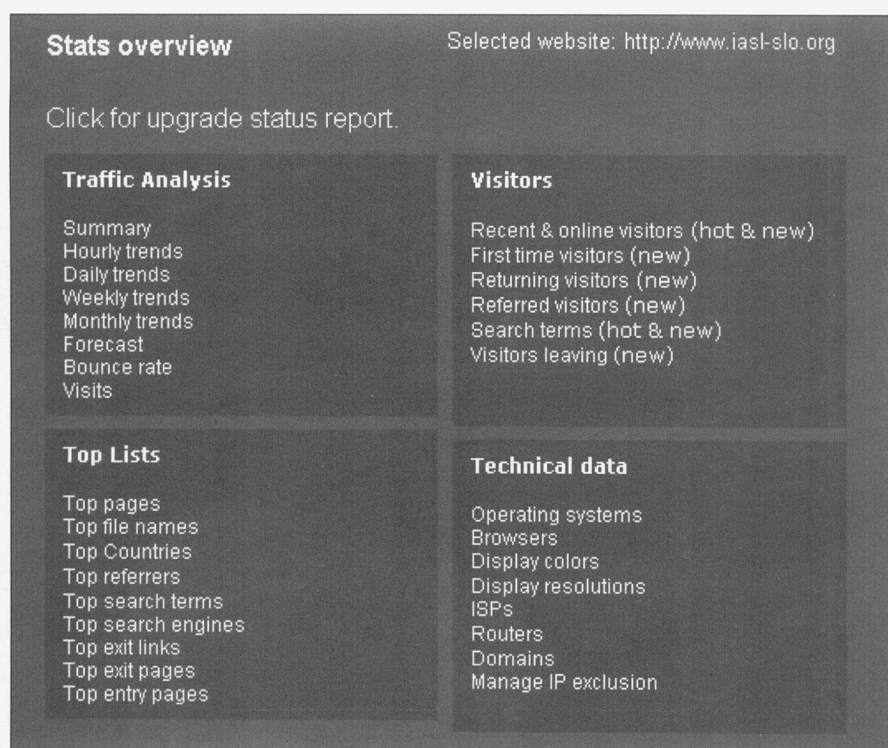 Stats overview
Selected website: http://www.iasl-slo.org
Click for upgrade status report.
Traffic Analysis
Summary
Hourly trends
Daily trends
Weekly trends
Monthly trends
Forecast
Bounce rate
Visits
Visitors
Recent & online visitors (hot & new)
First time visitors (new)
Returning visitors (new)
Referred visitors (new)
Search terms (hot & new)
Visitors leaving (new)
Top Lists
Top pages
Top file names
Top Countries
Top referrers
Top search terms
Top search engines
Top exit links
Top exit pages
Top entry pages
Technical data
Operating systems
Browsers
Display colors
Display resolutions
ISPs
Routers
Domains
Manage IP exclusion